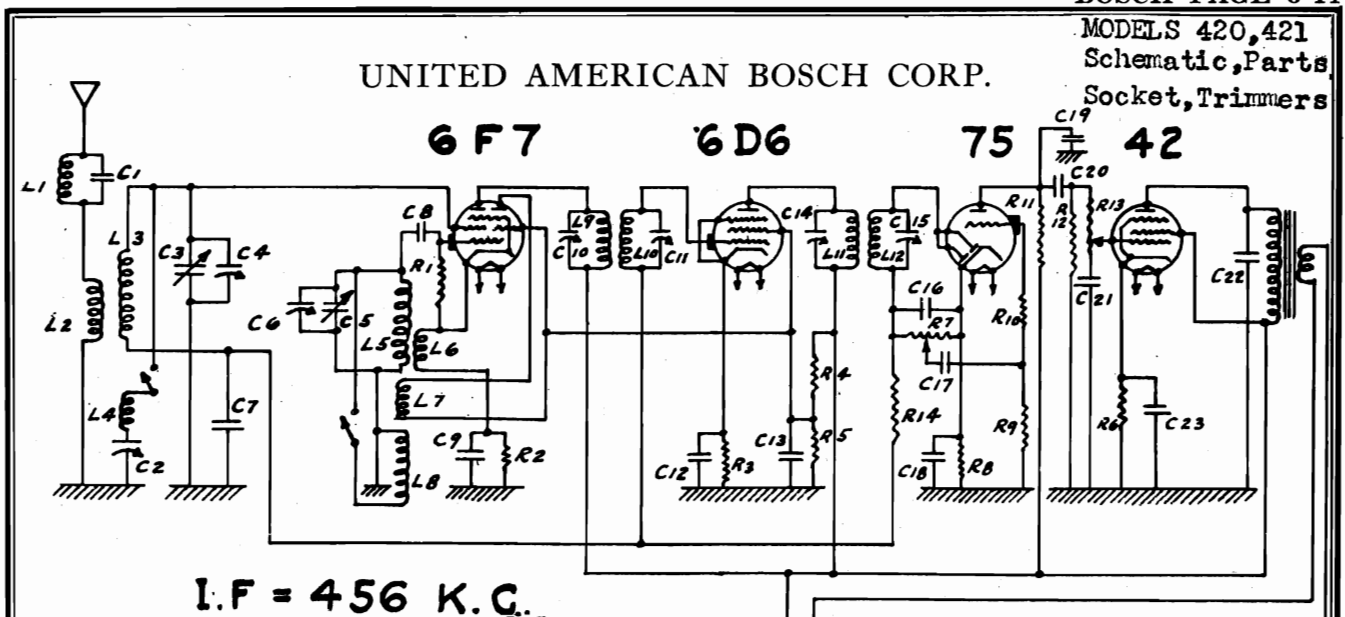 MODELS 420,421
UNITED AMERICAN BOSCH CORP.
Schematic,Parts
Socket,Trimmers
6F7
6D6
75
42
C19
C20
L1
C1
C8
L9
C10
L10
C11
C14
L11
C15
L12
R11
R12
R13
L3
C3
C4
R1
C22
L2
C6
C5
L5
L6
C16
R7
R10
C21
L7
R4
C17
L4
C7
R14
C2
C9
R2
L8
C12
R3
C13
R5
C18
R8
R9
R6
C23
I.F = 456 K.C.